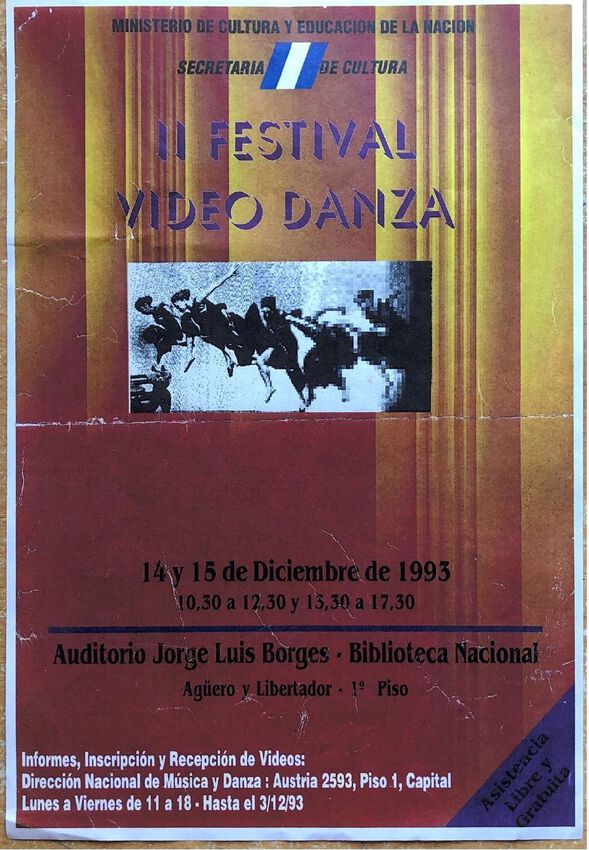 MINISTERIO DE CULTURA Y EDUCACION DE LA NACION
SECRETARIA DE CULTURA
II FESTIVAL
VIDEO DANZA
14 y 15 de Diciembre de 1993
10,30 a 12,30 y 13,30 a 17,30
Auditorio Jorge Luis Borges - Biblioteca Nacional
Agüero y Libertador - 1º Piso
Informes, Inscripción y Recepción de Videos:
Dirección Nacional de Música y Danza : Austria 2593, Piso 1, Capital
Lunes a Viernes de 11 a 18 - Hasta el 3/12/93
Asistencia
Libre y
Gratuita